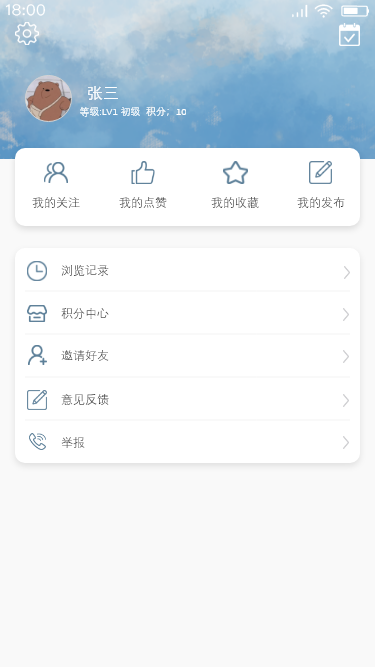 18:00
张三
等级:LV1 初级 积分：10
我的关注 我的点赞 我的收藏 我的发布
浏览记录
积分中心
邀请好友
意见反馈
举报